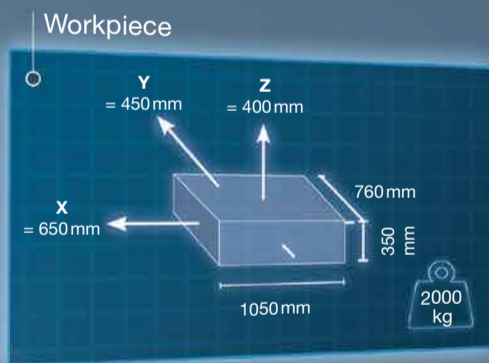 Workpiece
Y
= 450 mm
Z
= 400 mm
X
= 650 mm
760 mm
350
mm
1050 mm
2000
kg